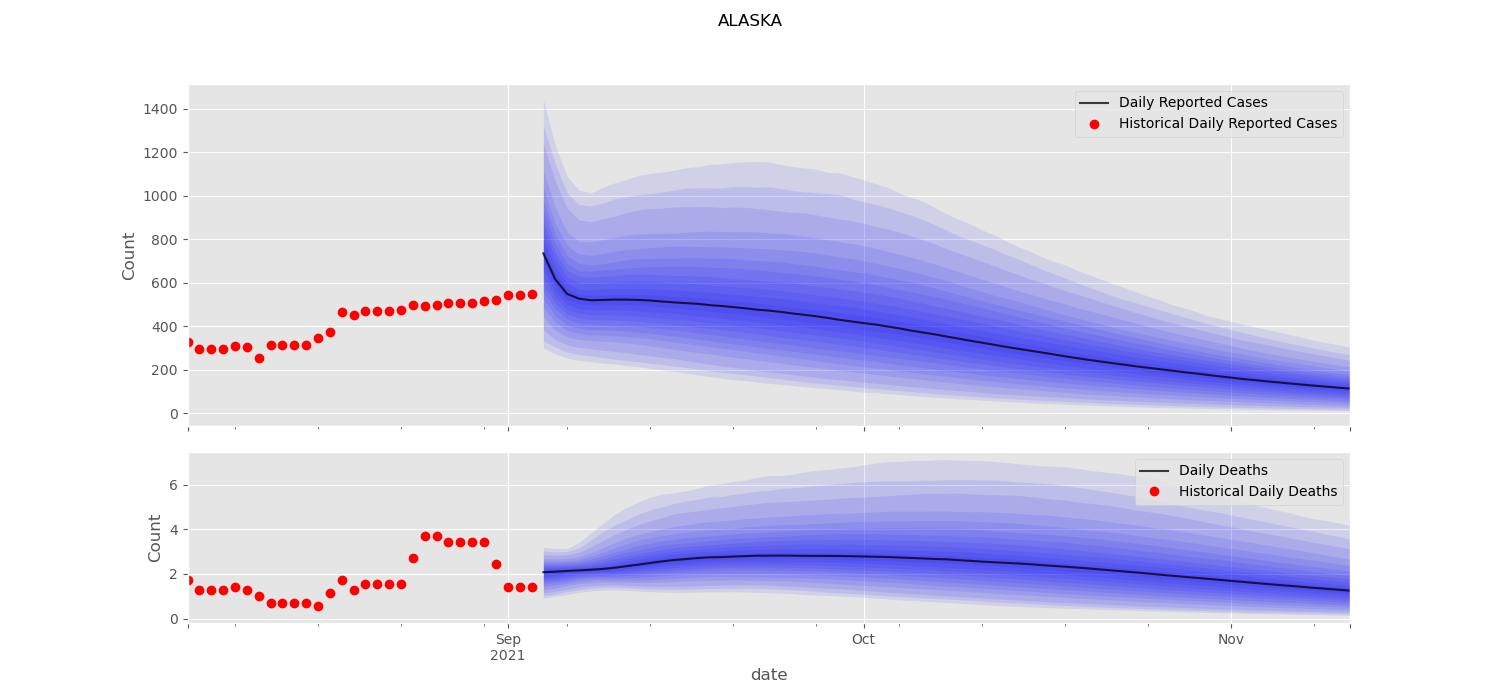 ALASKA
1400
1200
1000
800
600
400
200
0
Count
Daily Reported Cases
Historical Daily Reported Cases
6
4
2
0
Count
Daily Deaths
Historical Daily Deaths
Sep
2021
Oct
Nov
date